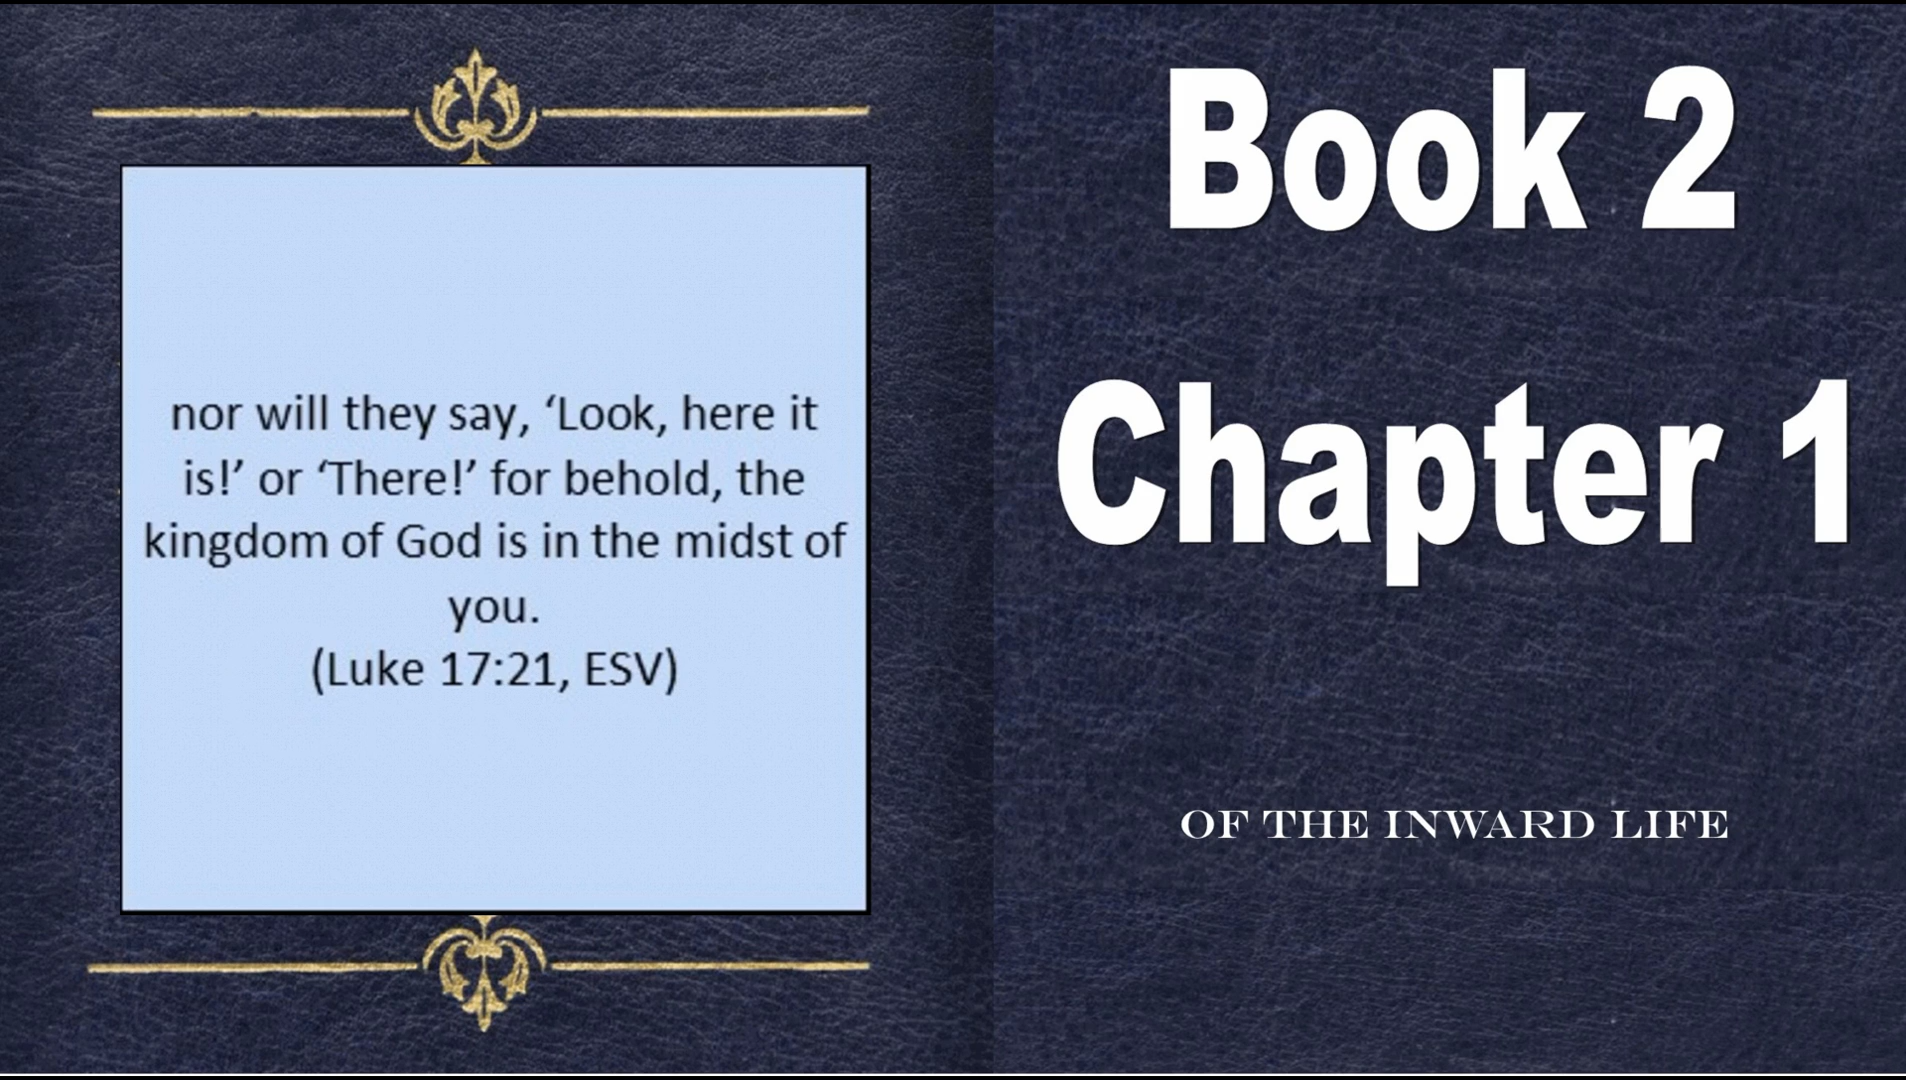 nor will they say, ‘Look, here it
is!’ or ‘There!’ for behold, the
kingdom of God is in the midst of
you.
(Luke 17:21, ESV)
Book 2
Chapter 1
OF THE INWARD LIFE